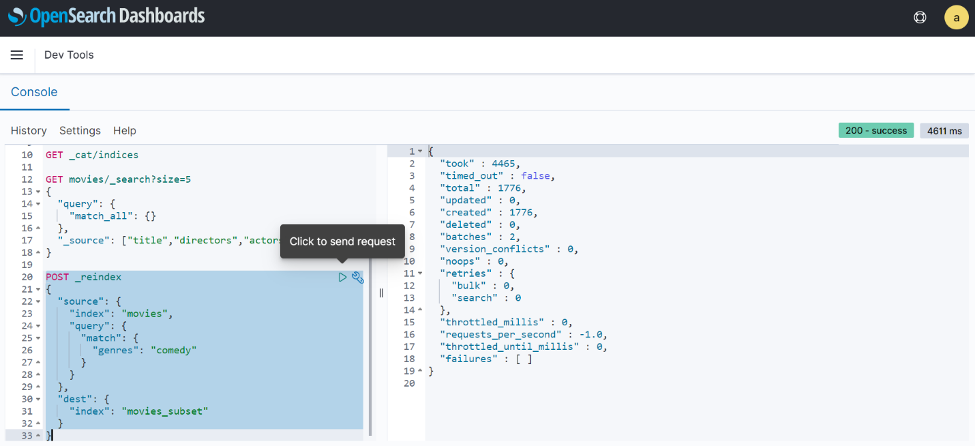 OpenSearch Dashboards
a
Dev Tools
Console
History Settings Help
200 - success 4611 ms
10 GET _cat/indices
11
12 GET movies/_search?size=5
13 {
14 "query": {
15 "match_all": {}
16 },
17 "_source": ["title","directors","actor
18 }
19
20 POST _reindex
21 {
22 "source": {
23 "index": "movies",
24 "query": {
25 "match": {
26 "genres": "comedy"
27 }
28 }
29 },
30 "dest": {
31 "index": "movies_subset"
32 }
33 }
Click to send request
1 {
2 "took" : 4465,
3 "timed_out" : false,
4 "total" : 1776,
5 "updated" : 0,
6 "created" : 1776,
7 "deleted" : 0,
8 "batches" : 2,
9 "version_conflicts" : 0,
10 "noops" : 0,
11 "retries" : {
12 "bulk" : 0,
13 "search" : 0
14 },
15 "throttled_millis" : 0,
16 "requests_per_second" : -1.0,
17 "throttled_until_millis" : 0,
18 "failures" : [ ]
19 }
20